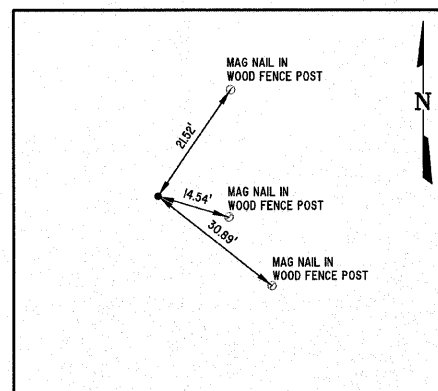 MAG NAIL IN
WOOD FENCE POST
N
21.52'
MAG NAIL IN
WOOD FENCE POST
14.54'
30.89'
MAG NAIL IN
WOOD FENCE POST